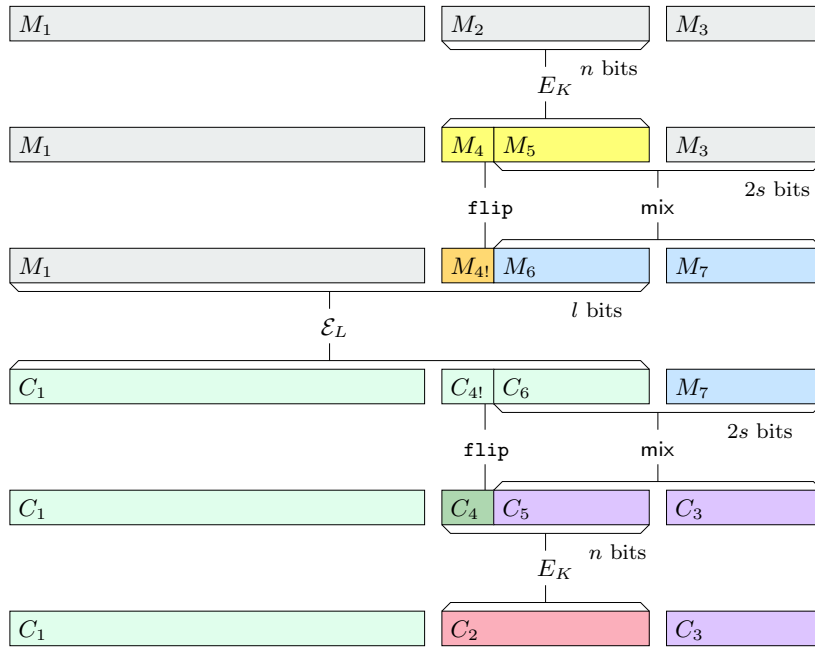 M1 M2 M3
n bits
EK
M1 M4 M5 M3
2s bits
flip mix
M1 M4! M6 M7
l bits
ℰL
C1 C4! C6 M7
2s bits
flip mix
C1 C4 C5 C3
n bits
EK
C1 C2 C3